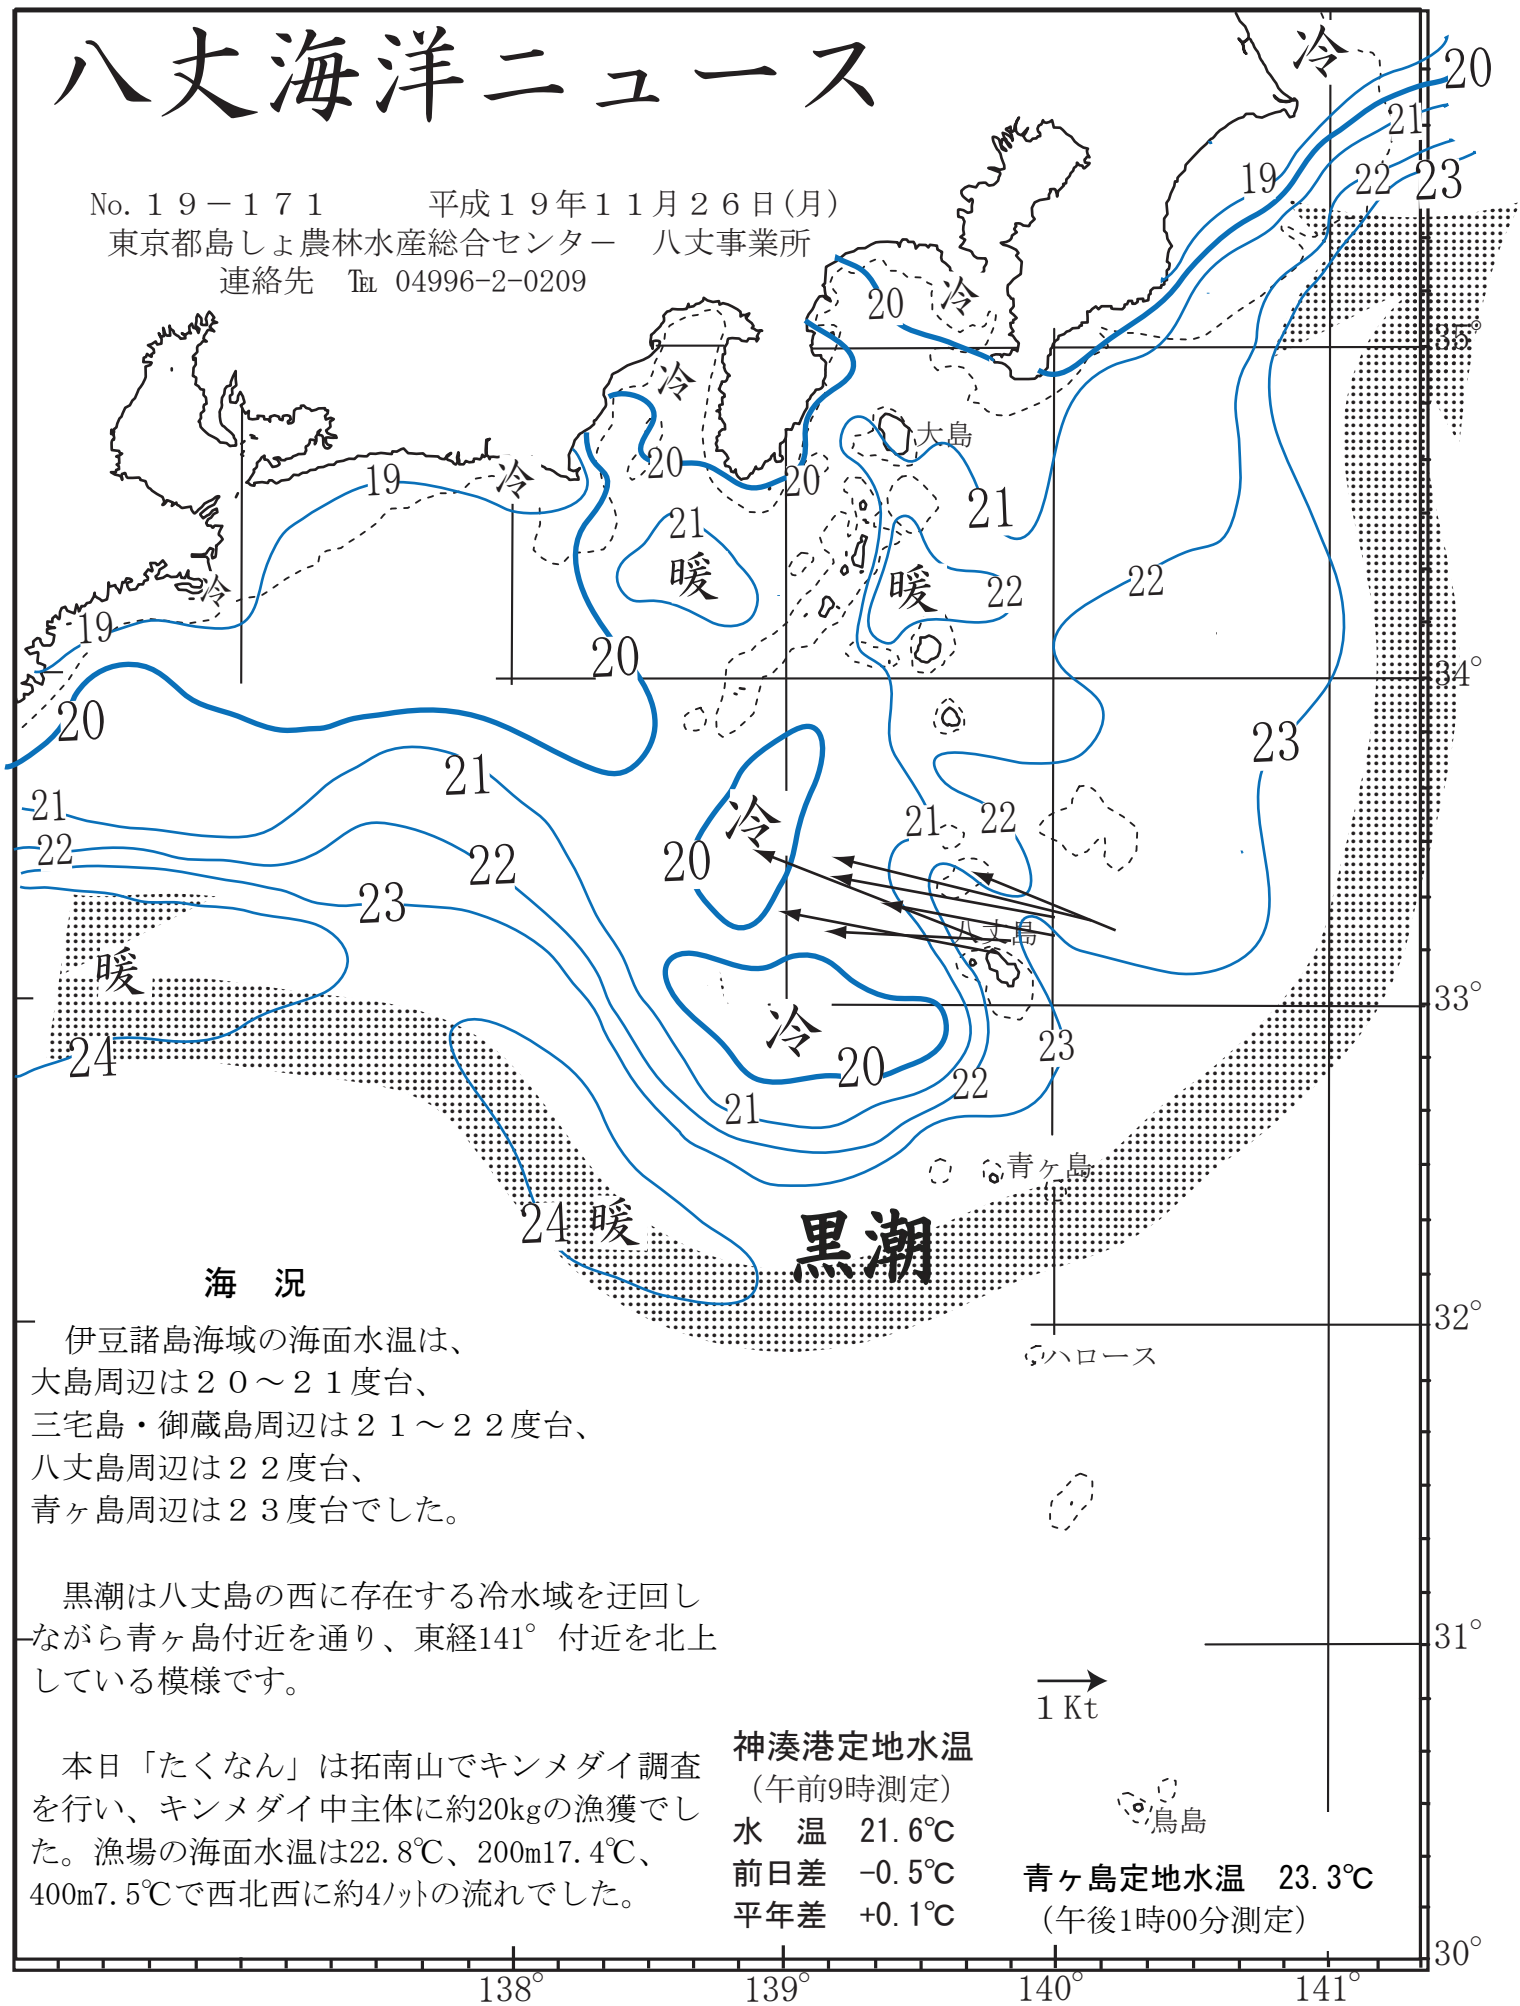 八丈海洋ニュース
No.１９－１７１　　　平成１９年１１月２６日(月)
東京都島しょ農林水産総合センター　八丈事業所
連絡先　℡ 04996-2-0209
冷
20
21
19
22
23
20
冷
35°
冷
大島
19
冷
20
20
21
21
暖
暖
22
22
冷
19
20
34°
20
23
21
21
冷
21
22
22
20
22
23
八丈島
暖
33°
冷
23
24
20
22
21
青ヶ島
24
暖
黒潮
32°
ハロース
31°
1 Kt
鳥島
30°
138°
139°
140°
141°
海　況
　伊豆諸島海域の海面水温は、
大島周辺は２０～２１度台、
三宅島・御蔵島周辺は２１～２２度台、
八丈島周辺は２２度台、
青ヶ島周辺は２３度台でした。
　黒潮は八丈島の西に存在する冷水域を迂回し
ながら青ヶ島付近を通り、東経141°付近を北上
している模様です。
　本日「たくなん」は拓南山でキンメダイ調査
を行い、キンメダイ中主体に約20kgの漁獲でし
た。漁場の海面水温は22.8℃、200m17.4℃、
400m7.5℃で西北西に約4ﾉｯﾄの流れでした。
神湊港定地水温
（午前9時測定）
水　温　21.6℃
前日差　-0.5℃
平年差　+0.1℃
青ヶ島定地水温　23.3℃
（午後1時00分測定）